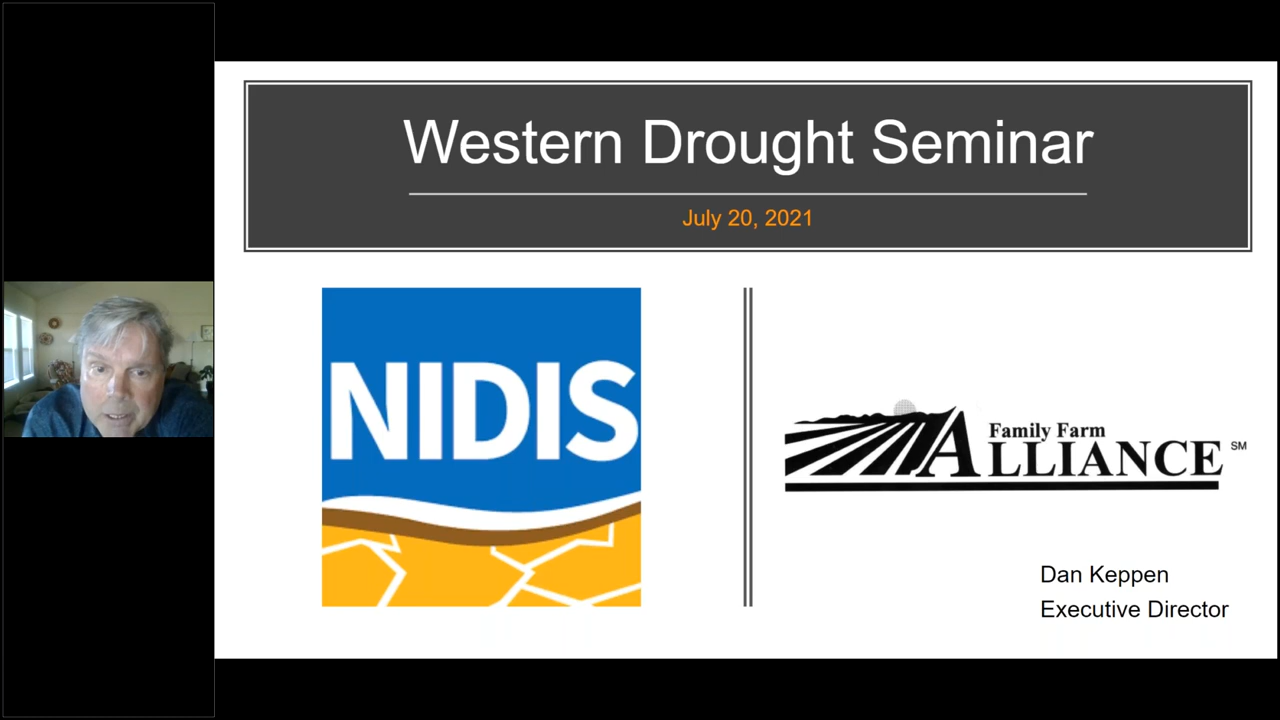 Western Drought Seminar
July 20, 2021
NIDIS
Family Farm
ALLIANCE SM
Dan Keppen
Executive Director